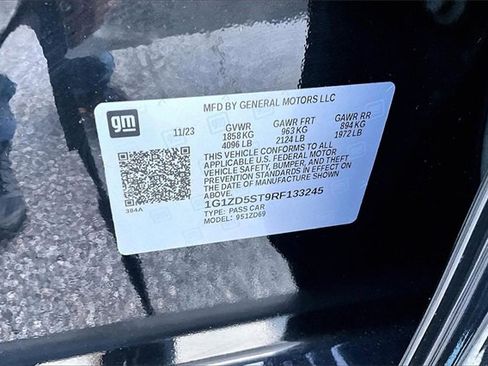 MFD BY GENERAL MOTORS LLC
gm
11/23
GVWR GAWR FRT GAWR RR
1858 KG 963 KG 894 KG
4096 LB 2124 LB 1972 LB
THIS VEHICLE CONFORMS TO ALL
APPLICABLE U.S. FEDERAL MOTOR
VEHICLE SAFETY, BUMPER, AND THEFT
PREVENTION STANDARDS IN EFFECT ON
THE DATE OF MANUFACTURE SHOWN
ABOVE.
1G1ZD5ST9RF133245
TYPE: PASS CAR
MODEL: 951ZD69
384A